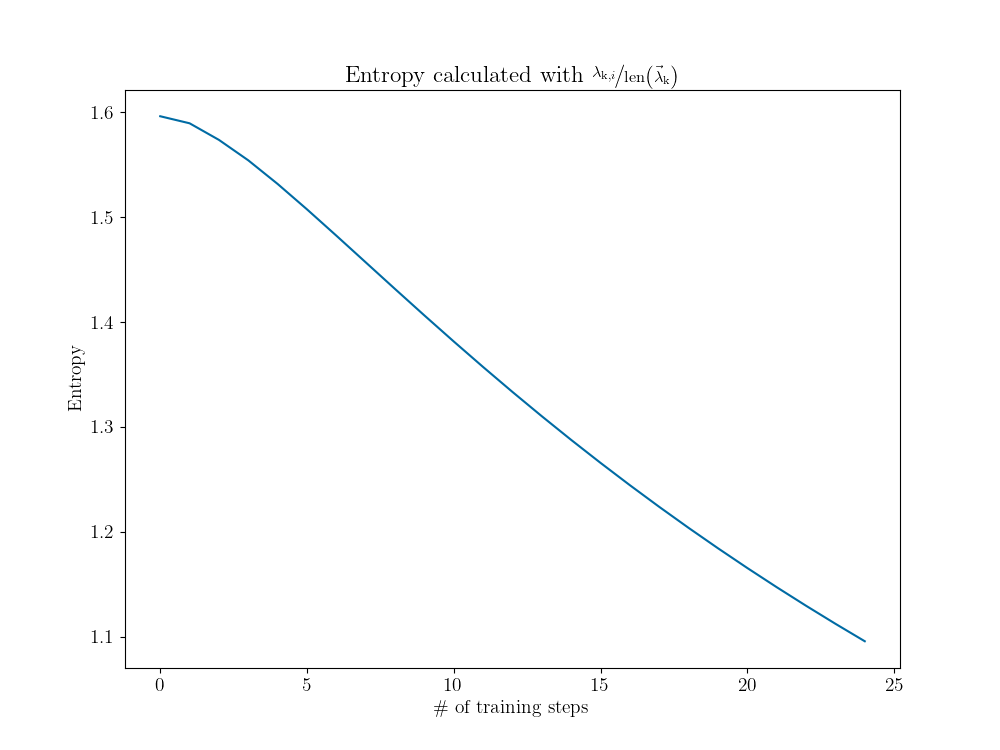 Entropy calculated with λk,i/len(λ⃗k)
1.6
1.5
1.4
1.3
1.2
1.1
Entropy
0 5 10 15 20 25
# of training steps